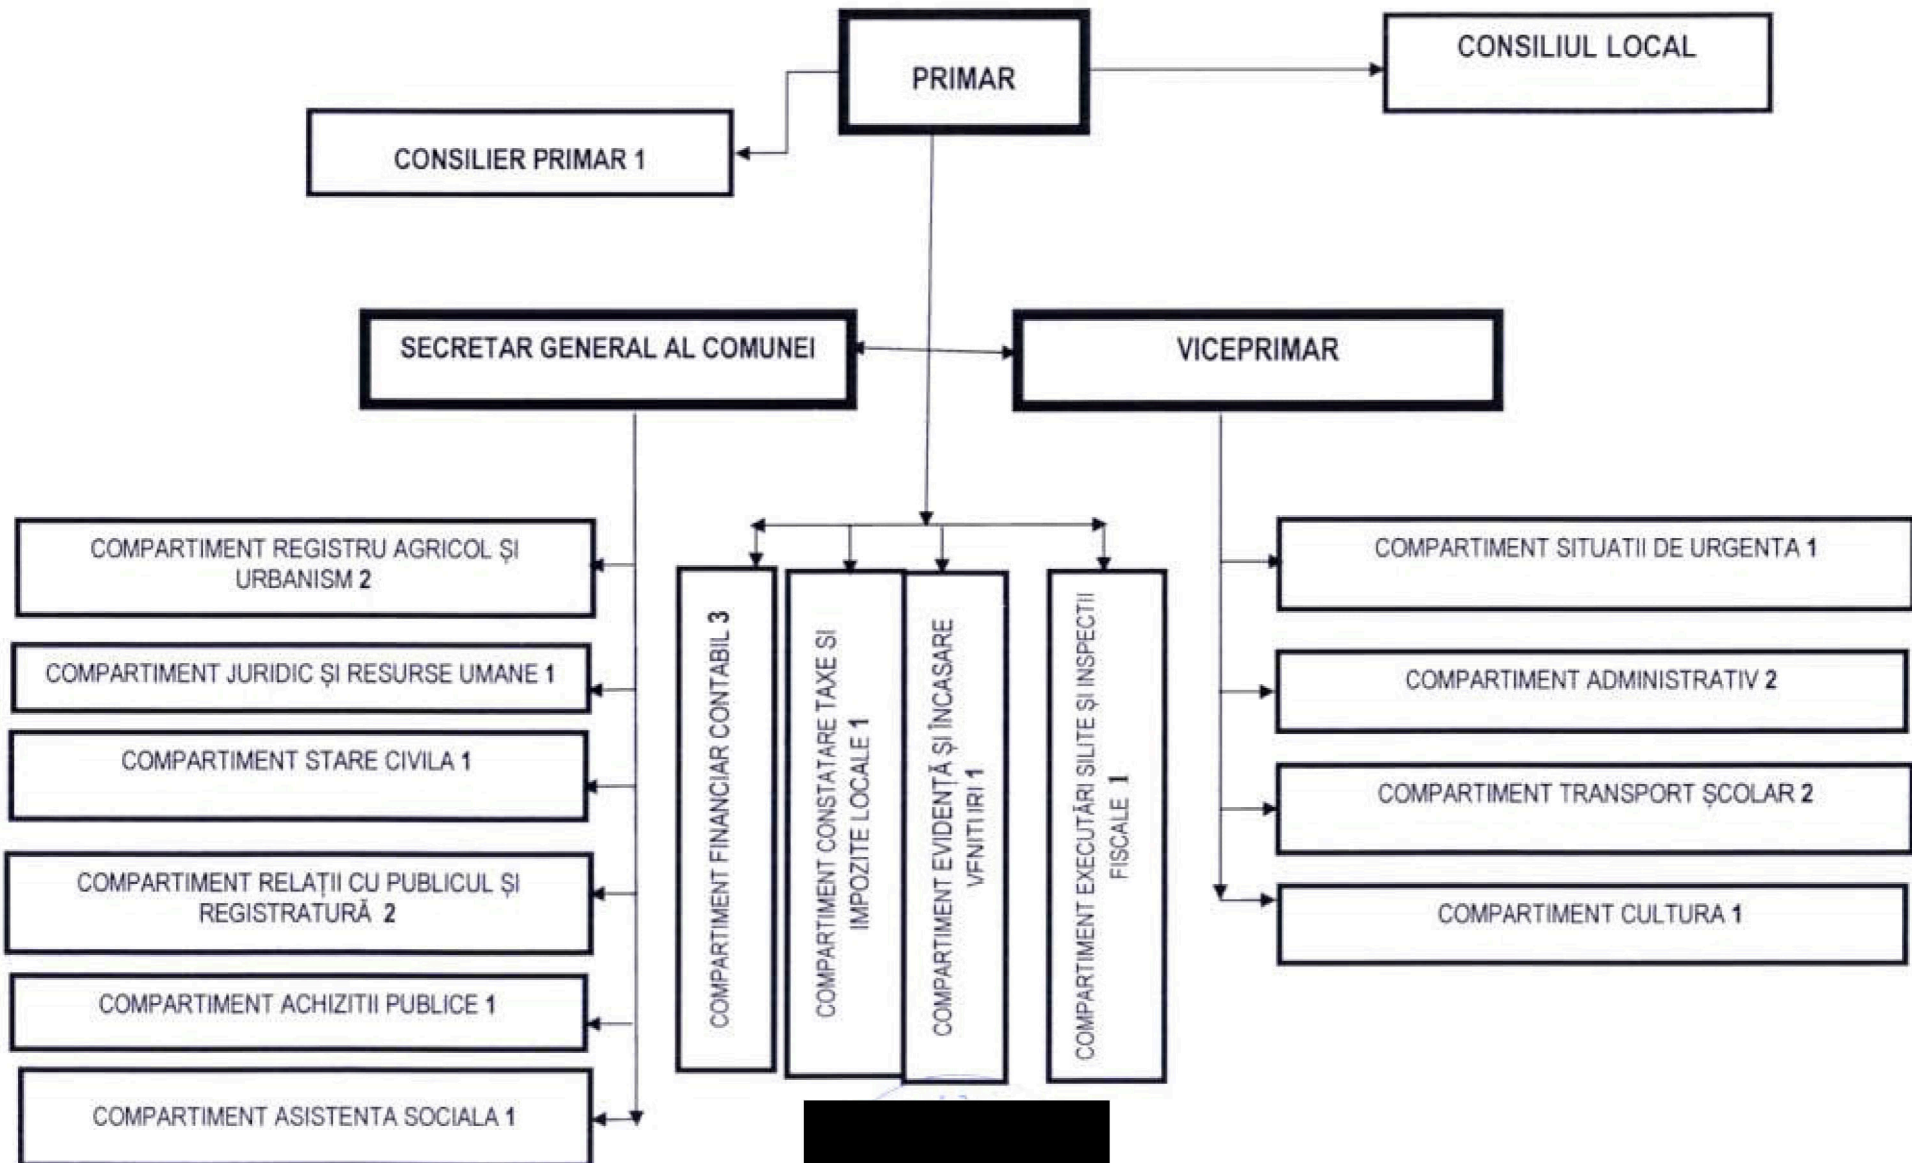 PRIMAR
CONSILIUL LOCAL
CONSILIER PRIMAR 1
SECRETAR GENERAL AL COMUNEI
VICEPRIMAR
COMPARTIMENT REGISTRU AGRICOL ȘI
URBANISM 2
COMPARTIMENT JURIDIC ȘI RESURSE UMANE 1
COMPARTIMENT STARE CIVILA 1
COMPARTIMENT RELAȚII CU PUBLICUL ȘI
REGISTRATURĂ 2
COMPARTIMENT ACHIZITII PUBLICE 1
COMPARTIMENT ASISTENTA SOCIALA 1
COMPARTIMENT FINANCIAR CONTABIL 3
COMPARTIMENT CONSTATARE TAXE SI
IMPOZITE LOCALE 1
COMPARTIMENT EVIDENȚĂ ȘI ÎNCASARE
VENITURI 1
COMPARTIMENT EXECUTĂRI SILITE ȘI INSPECTII
FISCALE 1
COMPARTIMENT SITUATII DE URGENTA 1
COMPARTIMENT ADMINISTRATIV 2
COMPARTIMENT TRANSPORT ȘCOLAR 2
COMPARTIMENT CULTURA 1